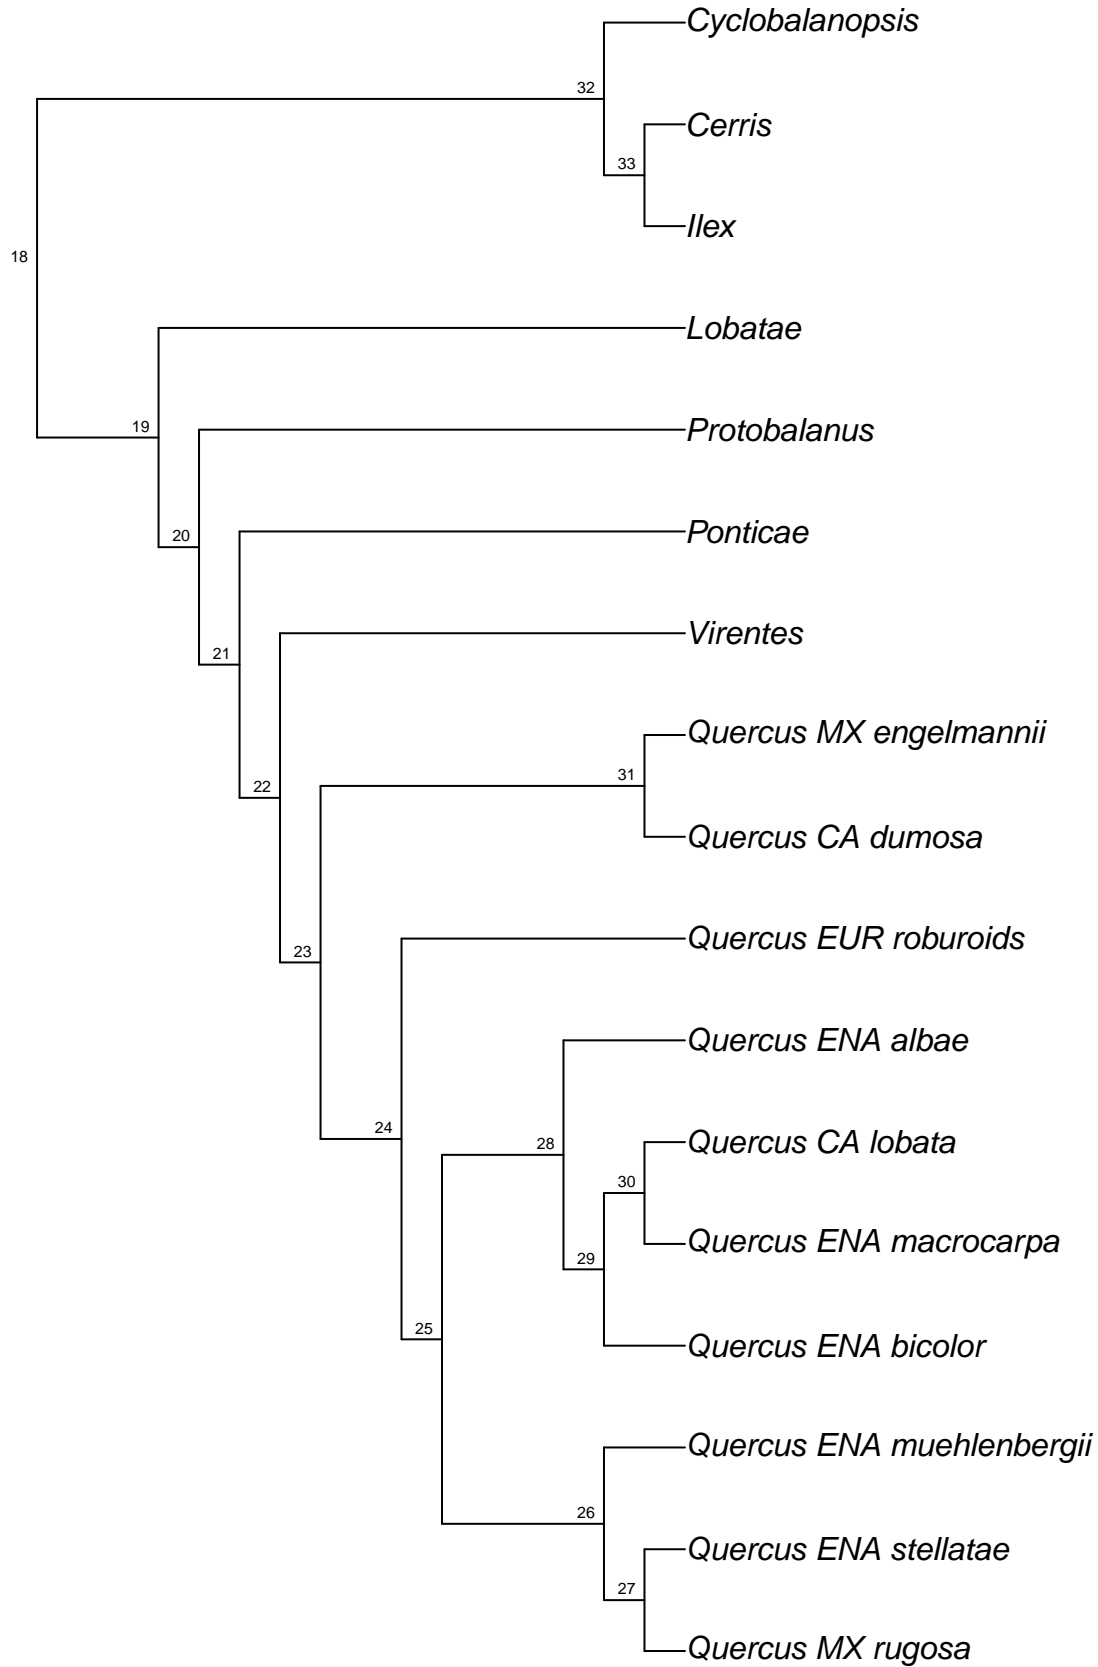 Cyclobalanopsis
32
Cerris
33
Ilex
18
Lobatae
19
Protobalanus
20
Ponticae
21
Virentes
22
Quercus MX engelmannii
31
Quercus CA dumosa
23
Quercus EUR roburoids
24
Quercus ENA albae
28
Quercus CA lobata
30
Quercus ENA macrocarpa
29
25
Quercus ENA bicolor
Quercus ENA muehlenbergii
26
Quercus ENA stellatae
27
Quercus MX rugosa